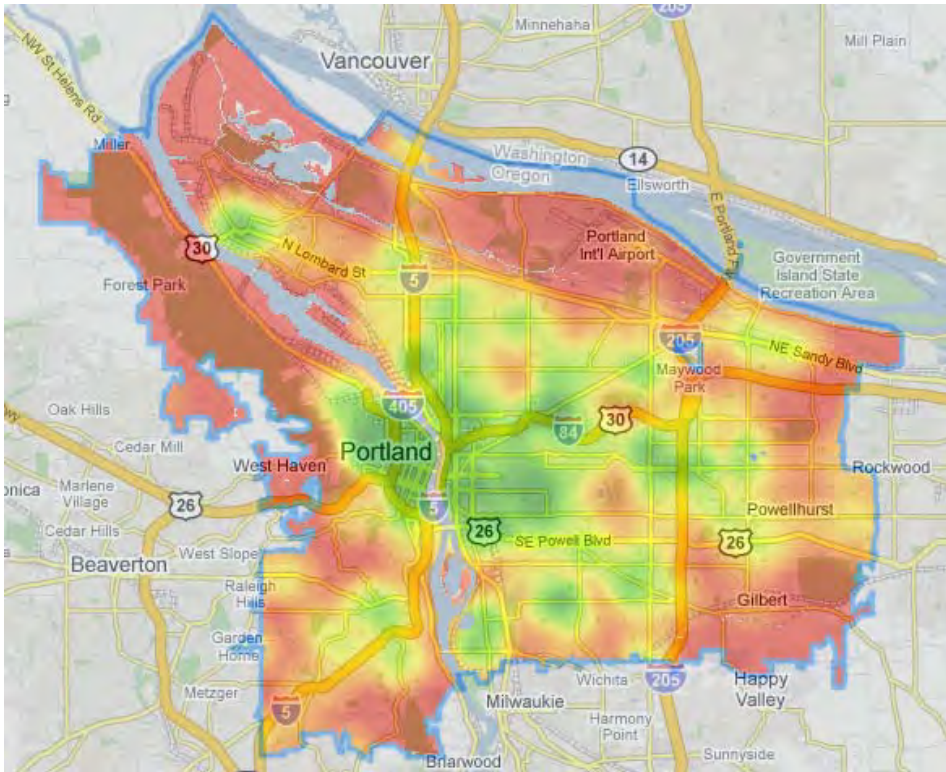 205
Minnehaha
Mill Plain
NW St Helens Rd
Vancouver
Miller
Washington
Oregon
14
Ellsworth
E Portland Fwy
30
N Lombard St
Portland
Int'l Airport
Government
Island State
Recreation Area
Forest Park
5
205
NE Sandy Blvd
Maywood
Park
Oak Hills
405
30
84
Cedar Mill
Portland
West Haven
Rockwood
Marlene
Village
26
5
Powellhurst
Cedar Hills
26
SE Powell Blvd
26
West Slope
Beaverton
Raleigh
Hills
Gilbert
Garden
Home
Metzger
Wichita
205
Happy
Valley
5
Milwaukie
Harmony
Point
Briarwood
Sunnyside